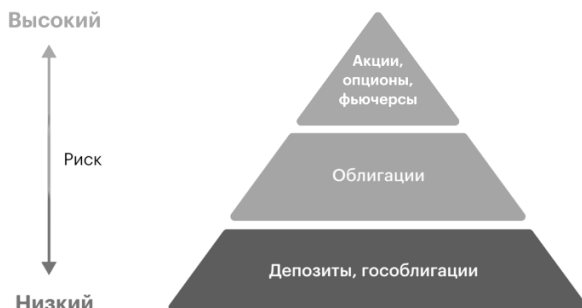 Высокий
Акции,
опционы,
фьючерсы
Риск
Облигации
Депозиты, гособлигации
Низкий